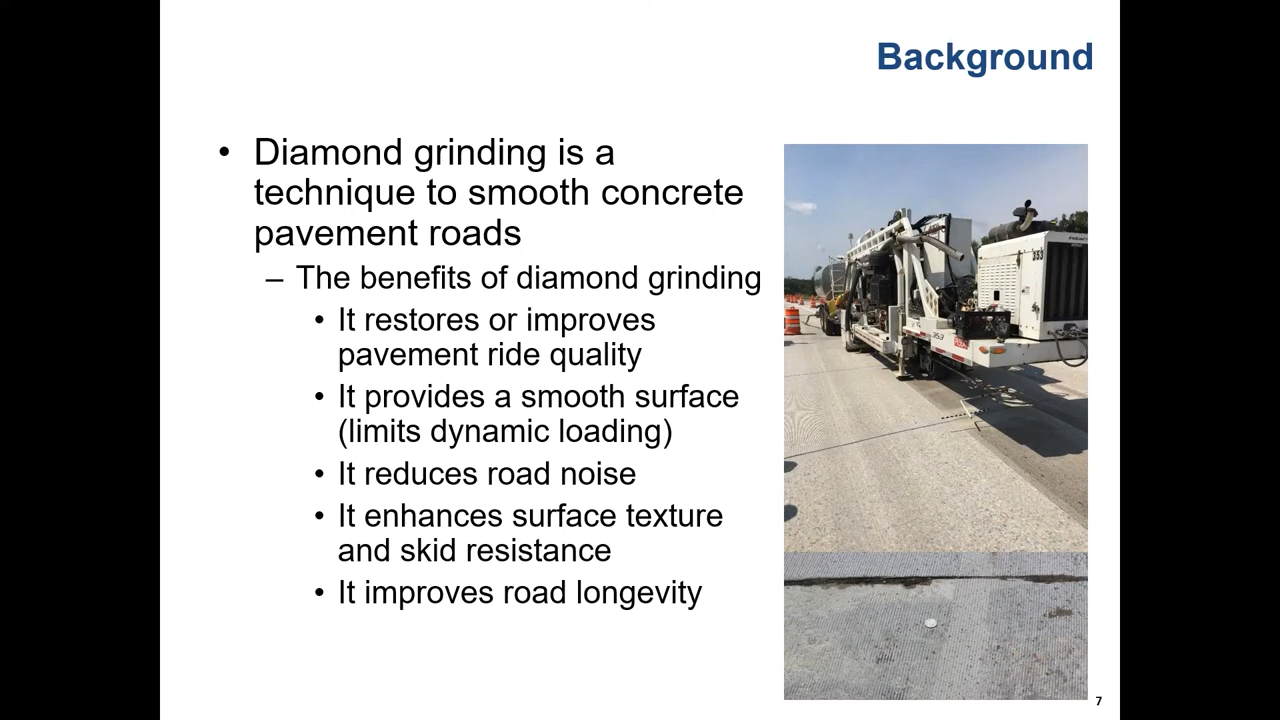 Background
• Diamond grinding is a
technique to smooth concrete
pavement roads
– The benefits of diamond grinding
• It restores or improves
pavement ride quality
• It provides a smooth surface
(limits dynamic loading)
• It reduces road noise
• It enhances surface texture
and skid resistance
• It improves road longevity
353
353
7